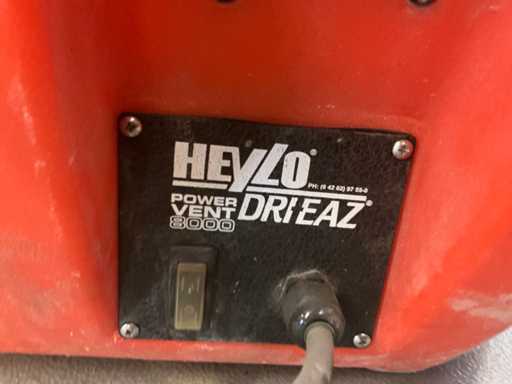 HEYLO®
PH: (0 42 02) 97 55-0
POWER
VENT
8000
DRI-EAZ®